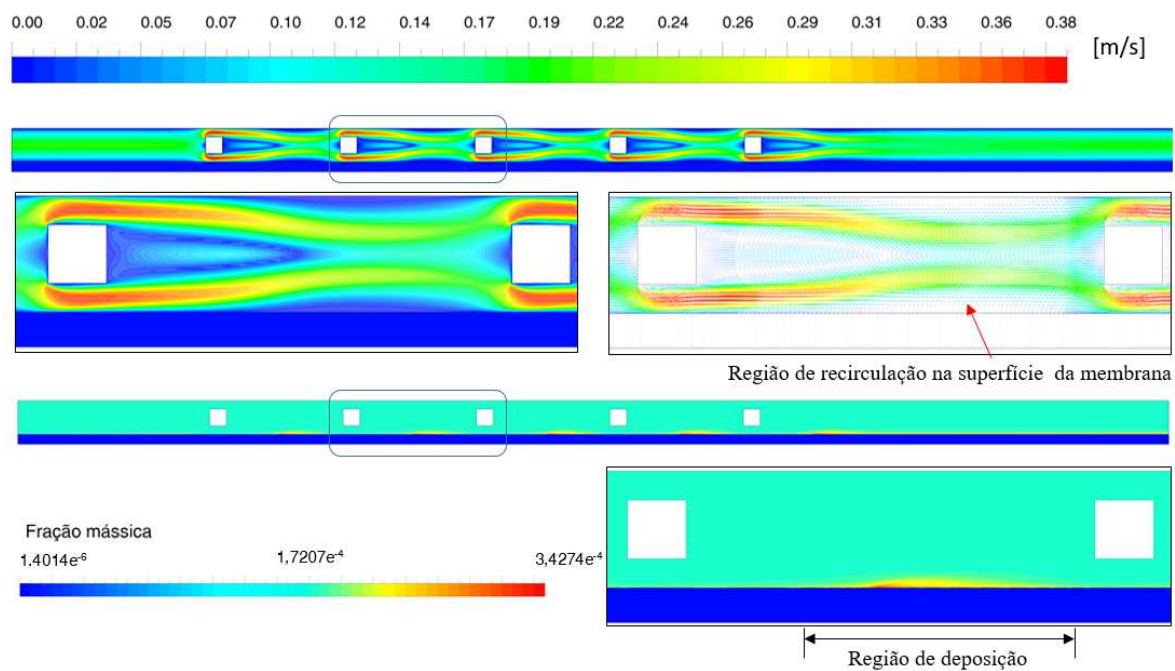 0.00 0.02 0.05 0.07 0.10 0.12 0.14 0.17 0.19 0.22 0.24 0.26 0.29 0.31 0.33 0.36 0.38
[m/s]
Região de recirculação na superfície da membrana
Fração mássica
1.4014e⁻⁶ 1,7207e⁻⁴ 3,4274e⁻⁴
Região de deposição